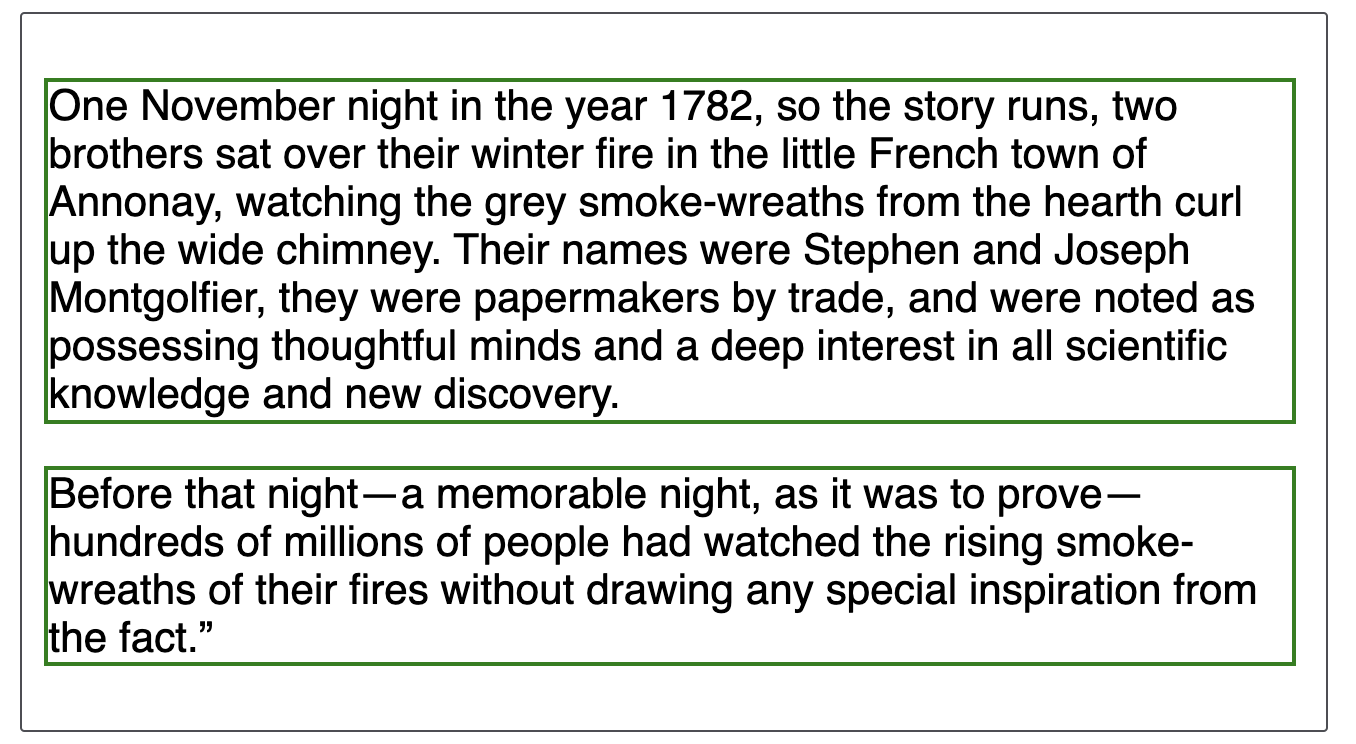 One November night in the year 1782, so the story runs, two
brothers sat over their winter fire in the little French town of
Annonay, watching the grey smoke-wreaths from the hearth curl
up the wide chimney. Their names were Stephen and Joseph
Montgolfier, they were papermakers by trade, and were noted as
possessing thoughtful minds and a deep interest in all scientific
knowledge and new discovery.
Before that night—a memorable night, as it was to prove—
hundreds of millions of people had watched the rising smoke-
wreaths of their fires without drawing any special inspiration from
the fact.”